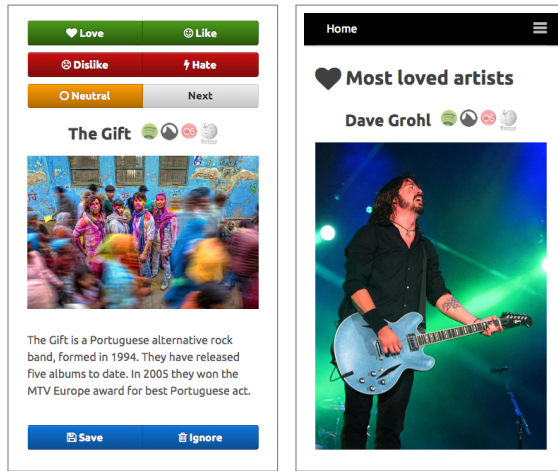 Love Like
Dislike Hate
Neutral Next
The Gift
The Gift is a Portuguese alternative rock
band, formed in 1994. They have released
five albums to date. In 2005 they won the
MTV Europe award for best Portuguese act.
Save Ignore
Home
Most loved artists
Dave Grohl